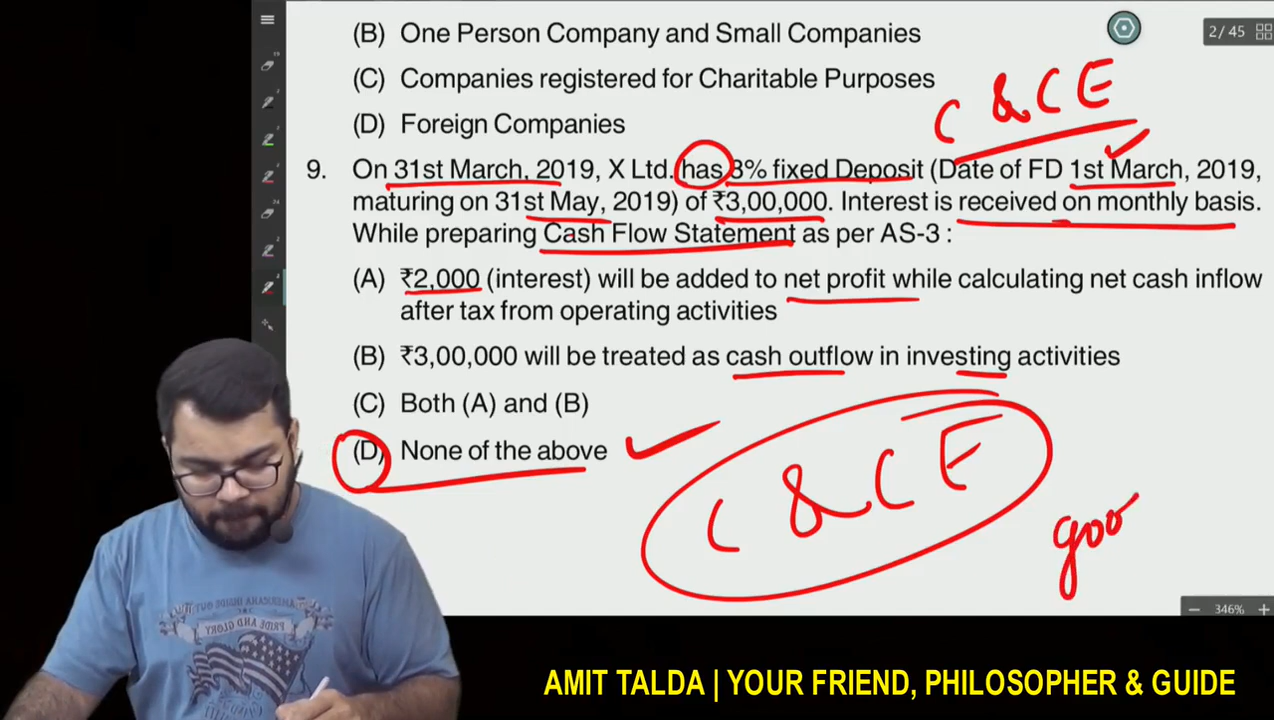 2/45
(B) One Person Company and Small Companies
(C) Companies registered for Charitable Purposes
C & C E
(D) Foreign Companies
9. On 31st March, 2019, X Ltd. has 8% fixed Deposit (Date of FD 1st March, 2019,
maturing on 31st May, 2019) of ₹3,00,000. Interest is received on monthly basis.
While preparing Cash Flow Statement as per AS-3 :
(A) ₹2,000 (interest) will be added to net profit while calculating net cash inflow
after tax from operating activities
(B) ₹3,00,000 will be treated as cash outflow in investing activities
(C) Both (A) and (B)
(D) None of the above
C & C E
goo
346%
AMIT TALDA | YOUR FRIEND, PHILOSOPHER & GUIDE